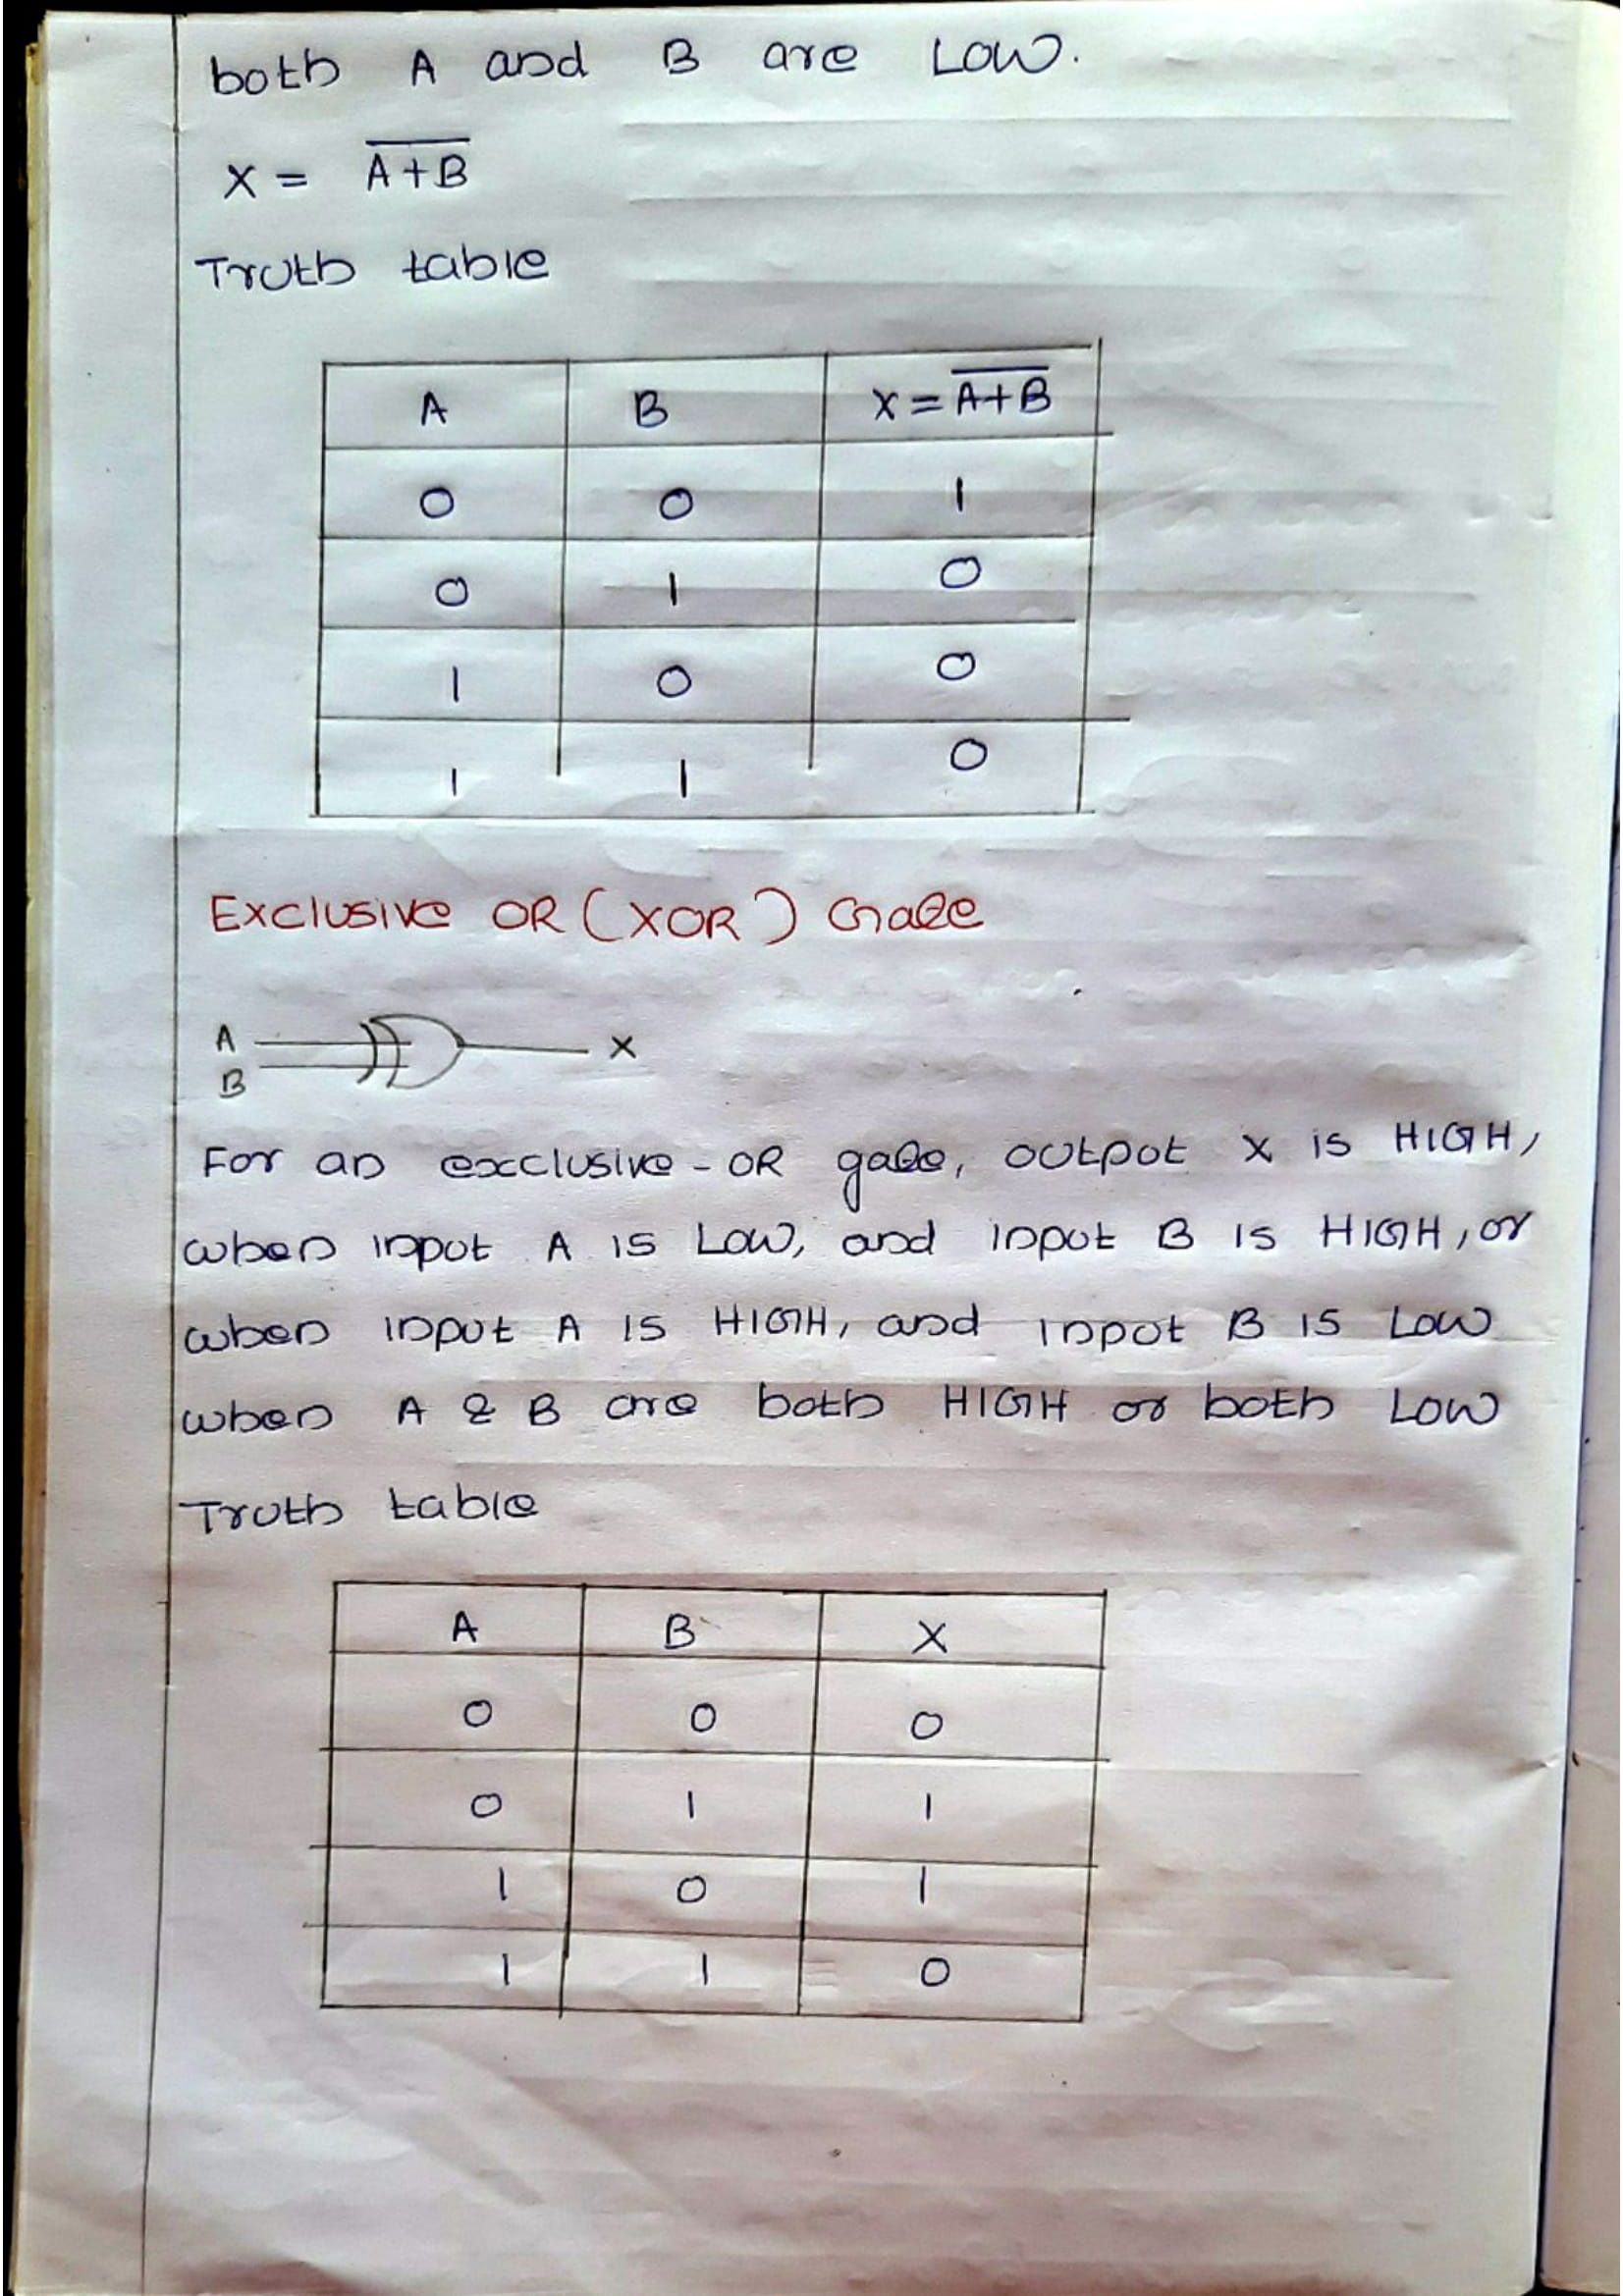 both A and B are LOW.
X = \overline{A+B}
Truth table
A B X = \overline{A+B}
0 0 1
0 1 0
1 0 0
1 1 0
Exclusive OR (XOR) Gate
A
X
B
For an exclusive-OR gate, output X is HIGH,
when input A is LOW, and input B is HIGH, or
when input A is HIGH, and input B is LOW
when A & B are both HIGH or both LOW
Truth table
A B X
0 0 0
0 1 1
1 0 1
1 1 0